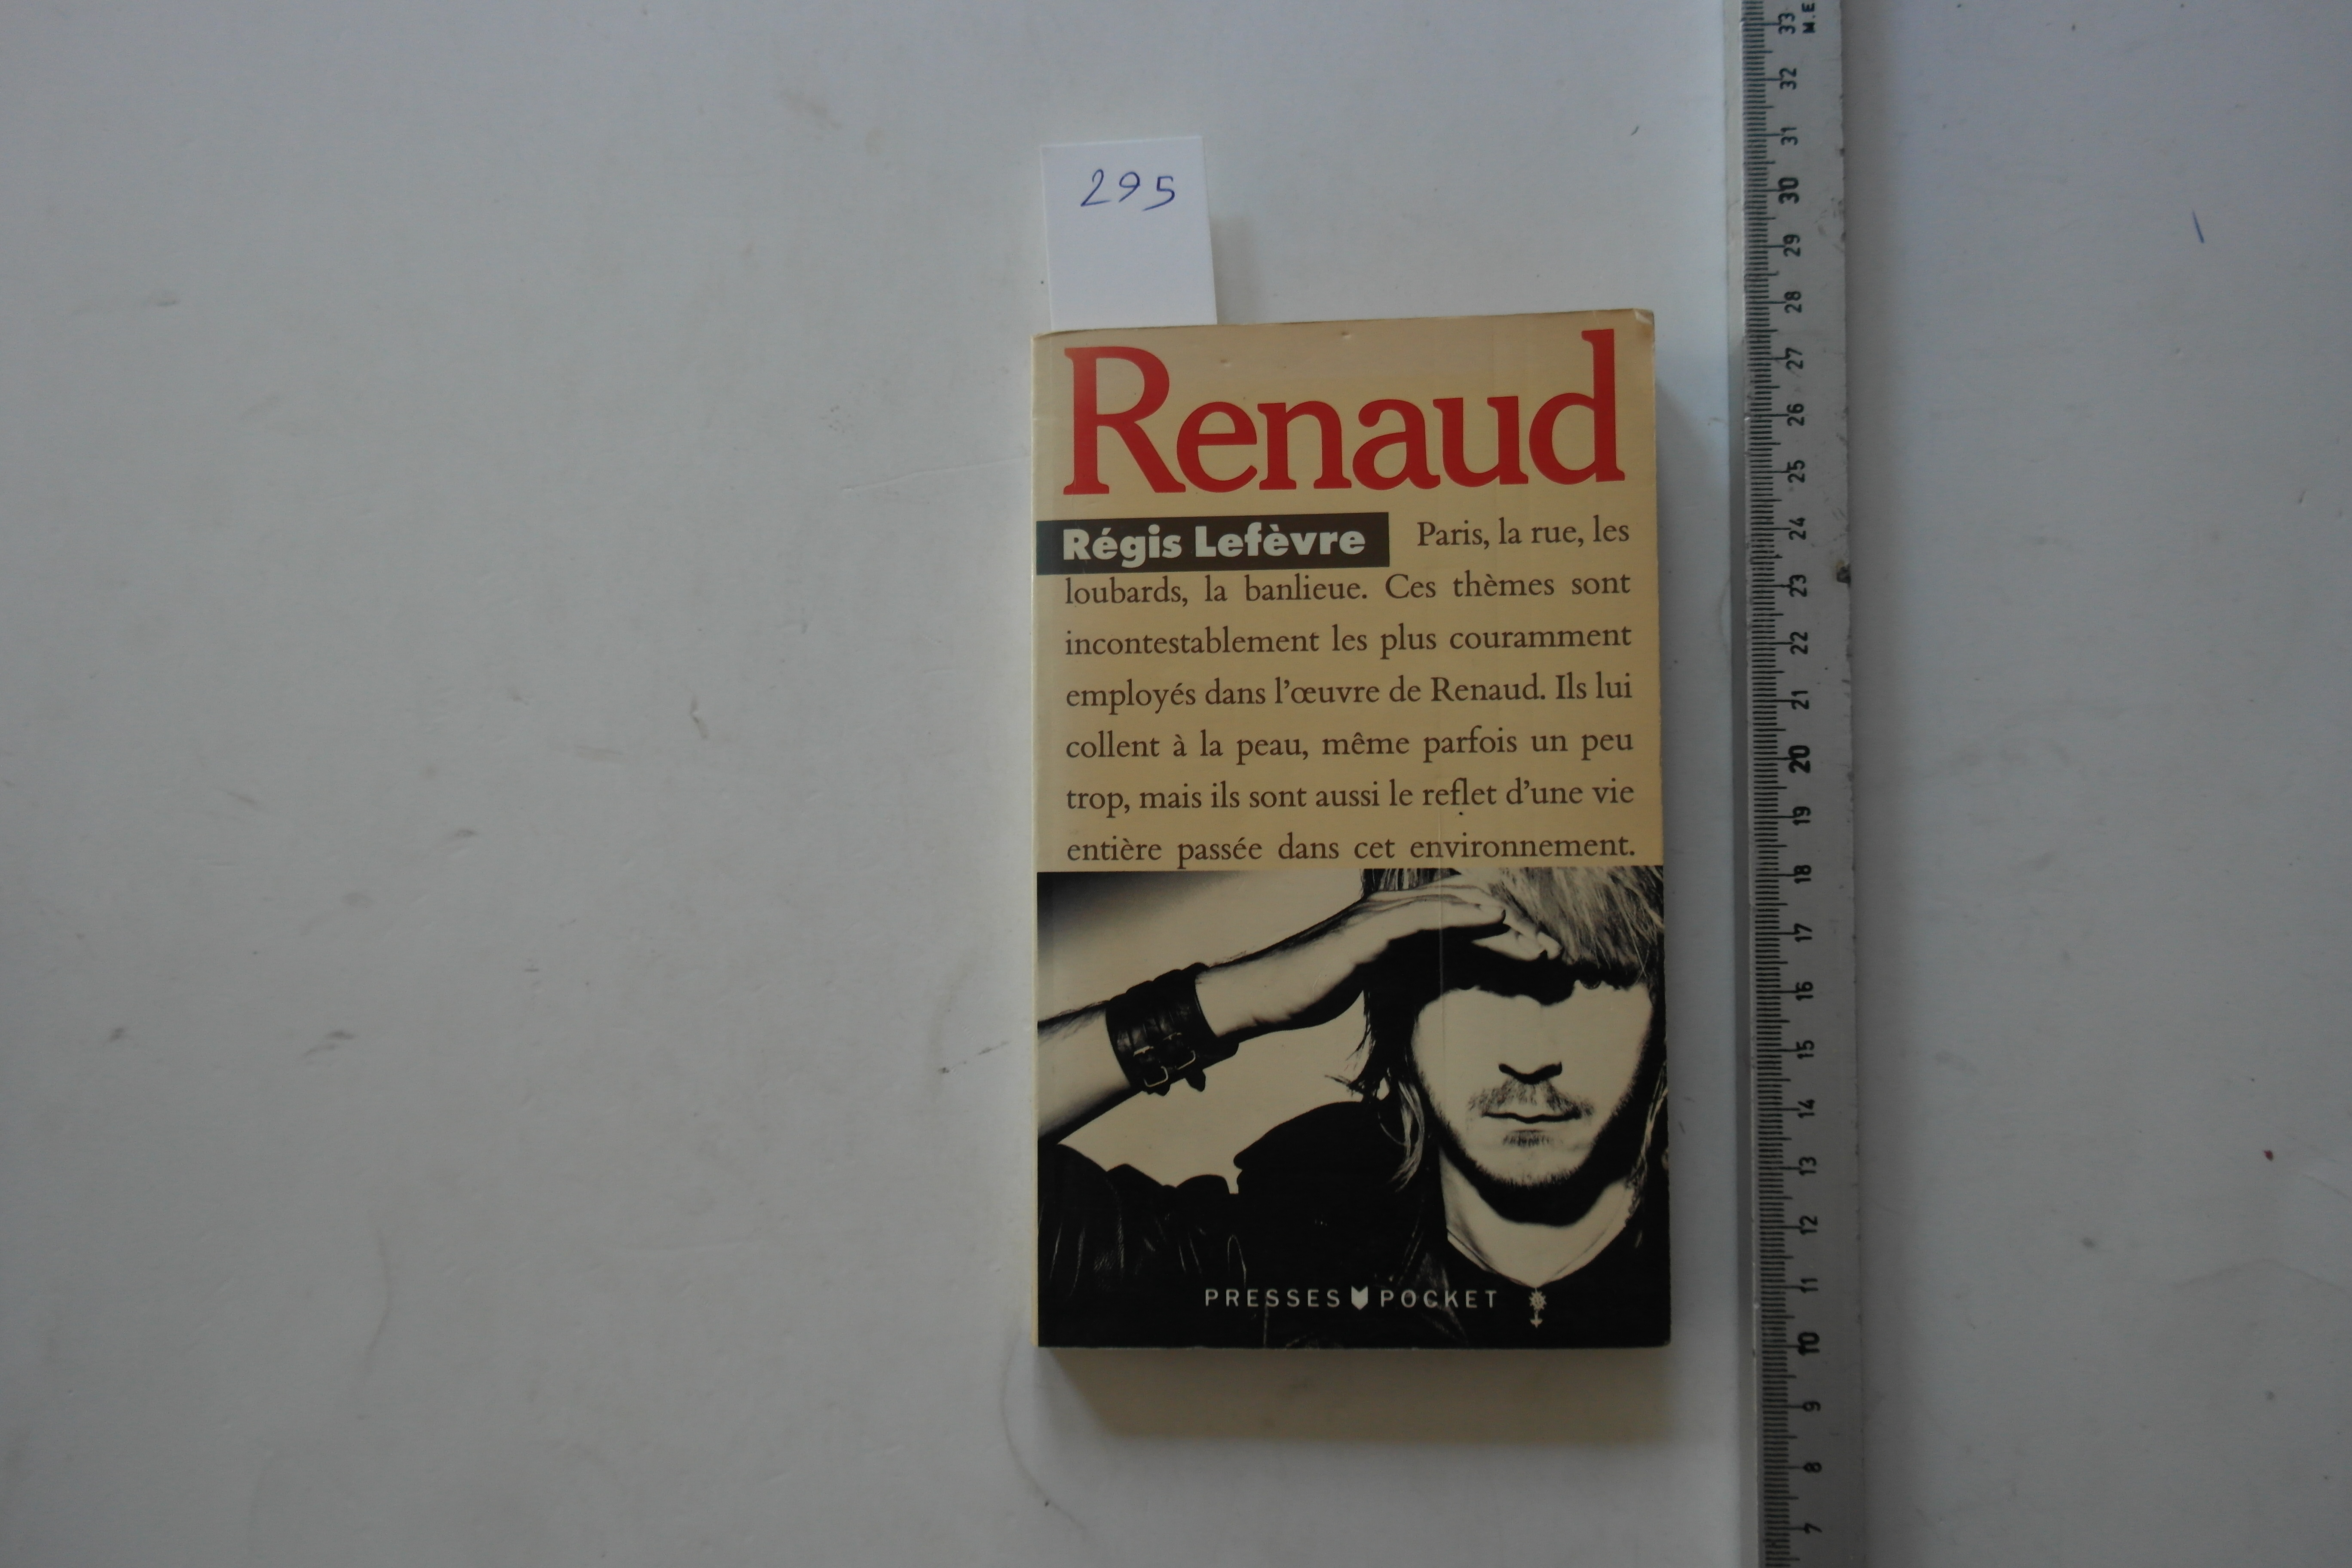 295
Renaud
Régis Lefèvre Paris, la rue, les
loubards, la banlieue. Ces thèmes sont
incontestablement les plus couramment
employés dans l'œuvre de Renaud. Ils lui
collent à la peau, même parfois un peu
trop, mais ils sont aussi le reflet d'une vie
entière passée dans cet environnement.
PRESSES POCKET
M.E
33
32
31
30
29
28
27
26
25
24
23
22
21
20
19
18
17
16
15
14
13
12
11
10
9
8
7